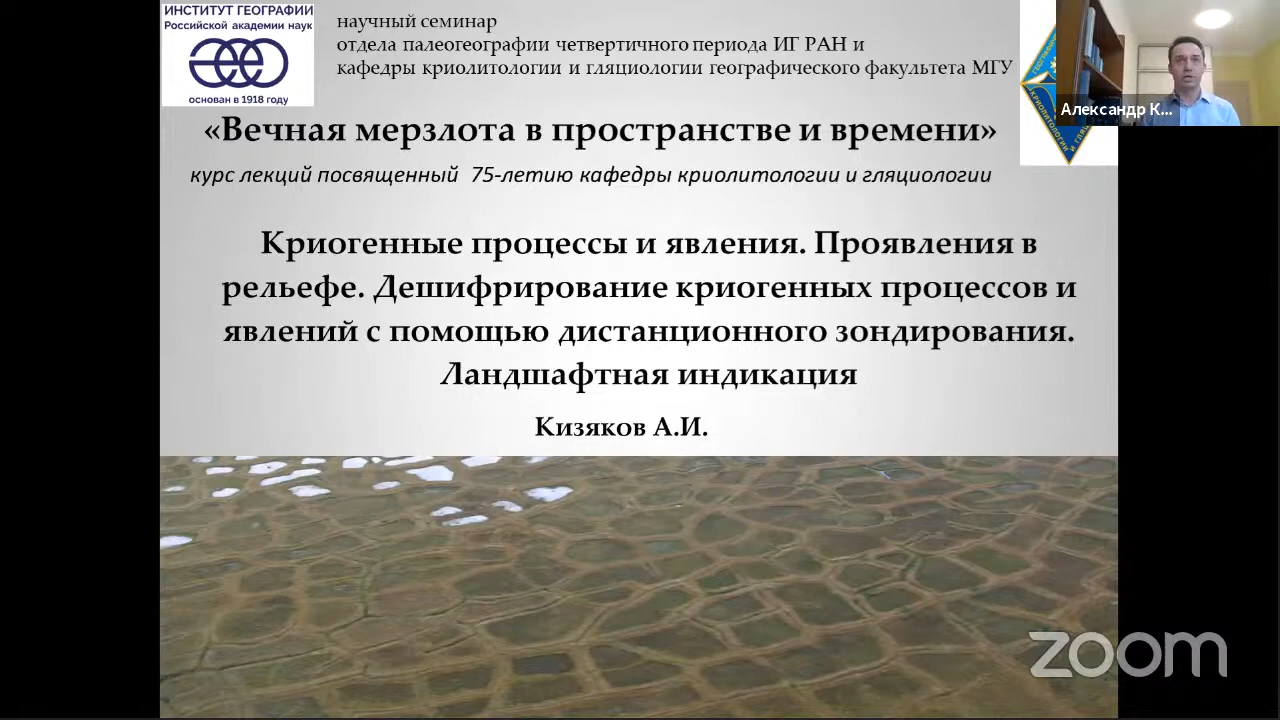 ИНСТИТУТ ГЕОГРАФИИ
Российской академии наук
основан в 1918 году
научный семинар
отдела палеогеографии четвертичного периода ИГ РАН и
кафедры криолитологии и гляциологии географического факультета МГУ
Александр К...
КРИОЛИТОЛОГИИ И
«Вечная мерзлота в пространстве и времени»
курс лекций посвященный 75-летию кафедры криолитологии и гляциологии
Криогенные процессы и явления. Проявления в
рельефе. Дешифрирование криогенных процессов и
явлений с помощью дистанционного зондирования.
Ландшафтная индикация
Кизяков А.И.
zoom